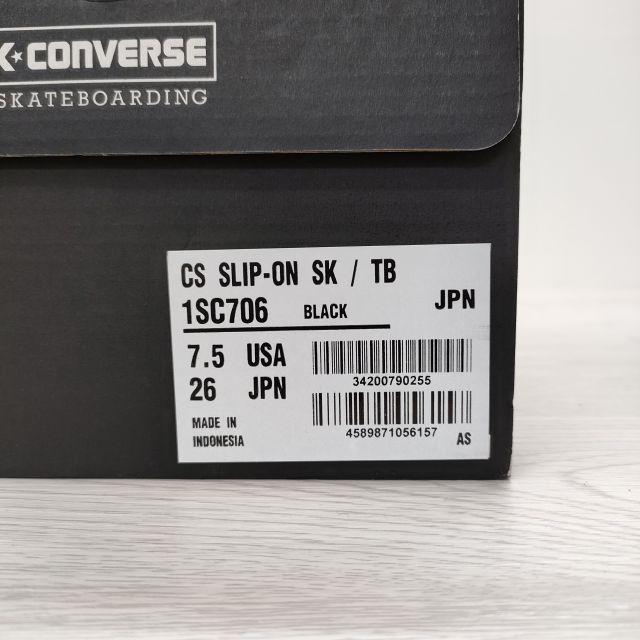 K★CONVERSE
SKATEBOARDING
CS SLIP-ON SK / TB
1SC706 BLACK JPN
7.5 USA
26 JPN
34200790255
MADE IN
INDONESIA
4589871056157 AS